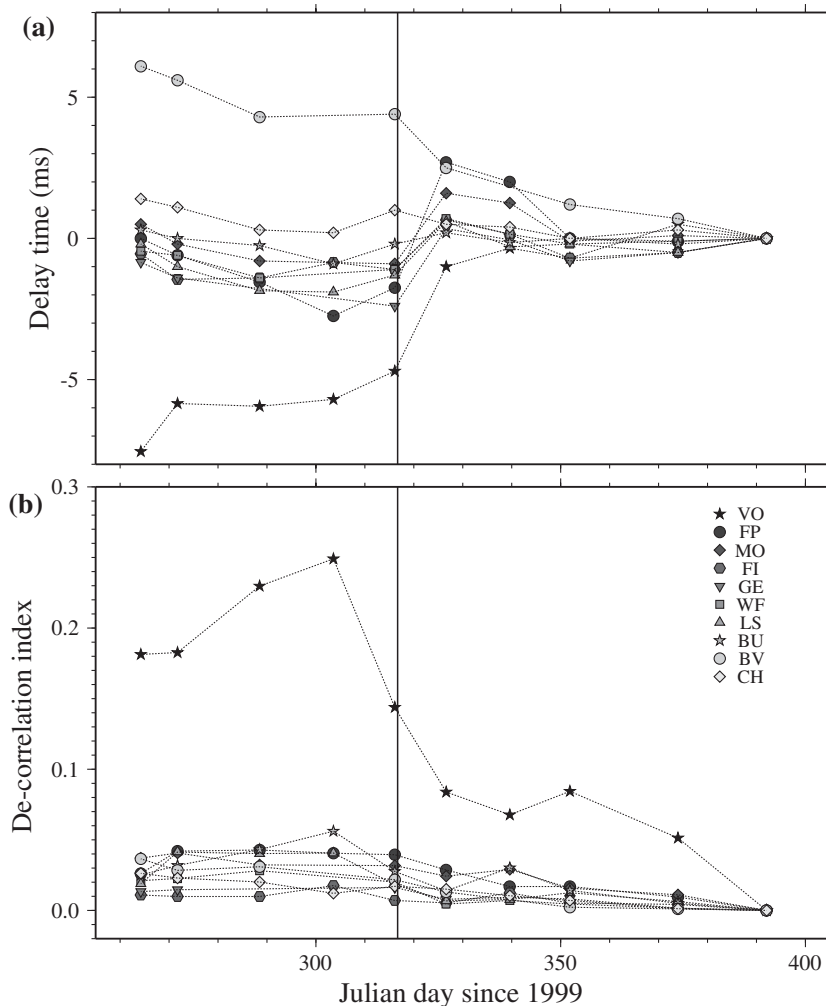 (a)
5
0
-5
Delay time (ms)
(b)
0.3
0.2
0.1
0.0
De-correlation index
VO
FP
MO
FI
GE
WF
LS
BU
BV
CH
300
350
400
Julian day since 1999